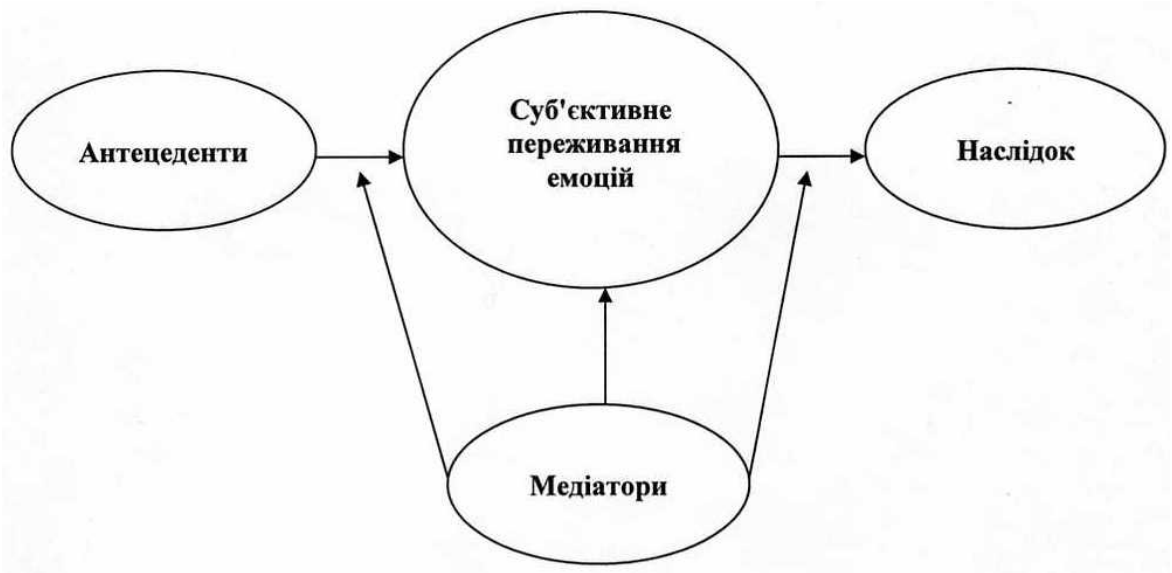 Антецеденти
Суб'єктивне
переживання
емоцій
Наслідок
Медіатори